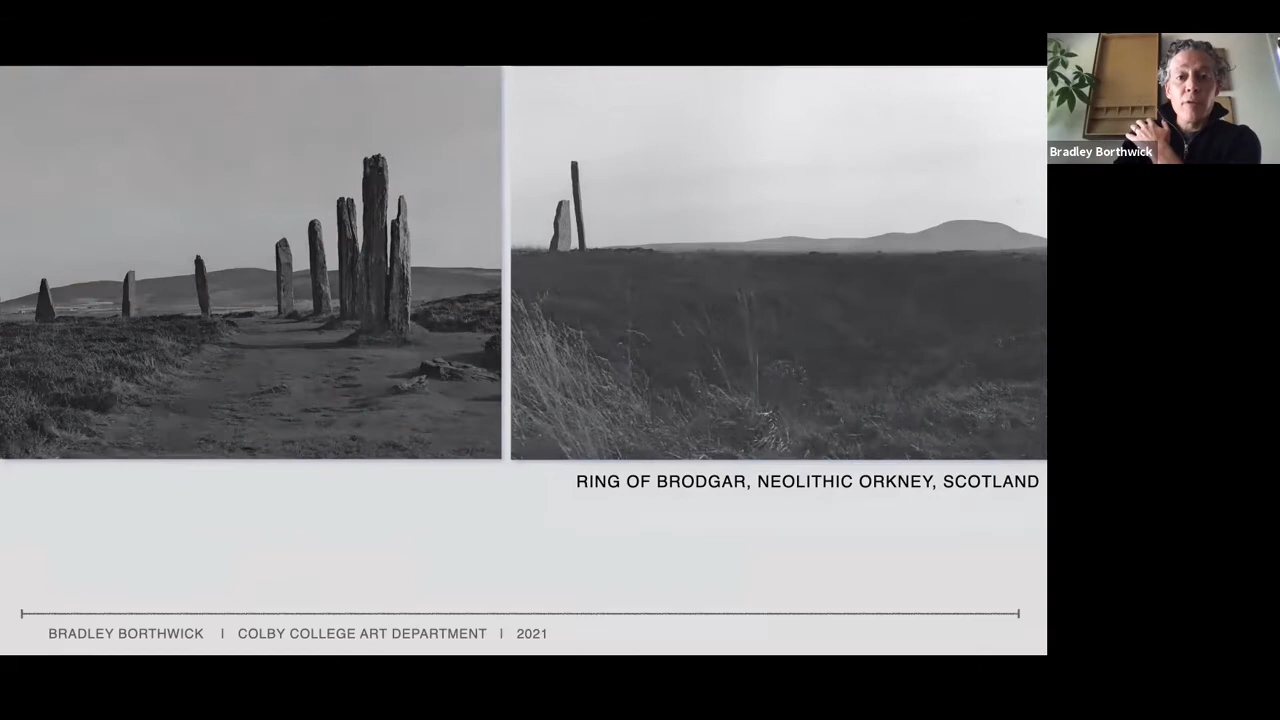 Bradley Borthwick
RING OF BRODGAR, NEOLITHIC ORKNEY, SCOTLAND
BRADLEY BORTHWICK | COLBY COLLEGE ART DEPARTMENT | 2021